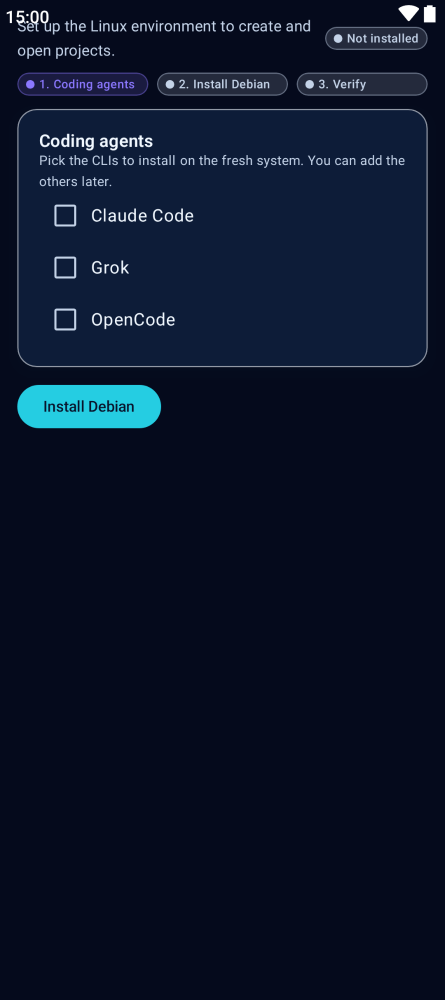 15:00
Set up the Linux environment to create and
open projects.
Not installed
1. Coding agents
2. Install Debian
3. Verify
Coding agents
Pick the CLIs to install on the fresh system. You can add the
others later.
Claude Code
Grok
OpenCode
Install Debian